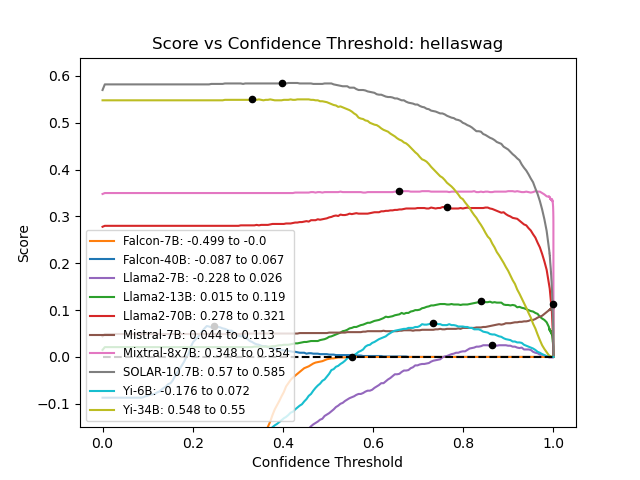 Score vs Confidence Threshold: hellaswag
0.6
0.5
0.4
0.3
0.2
0.1
0.0
−0.1
Score
Falcon-7B: -0.499 to -0.0
Falcon-40B: -0.087 to 0.067
Llama2-7B: -0.228 to 0.026
Llama2-13B: 0.015 to 0.119
Llama2-70B: 0.278 to 0.321
Mistral-7B: 0.044 to 0.113
Mixtral-8x7B: 0.348 to 0.354
SOLAR-10.7B: 0.57 to 0.585
Yi-6B: -0.176 to 0.072
Yi-34B: 0.548 to 0.55
0.0 0.2 0.4 0.6 0.8 1.0
Confidence Threshold